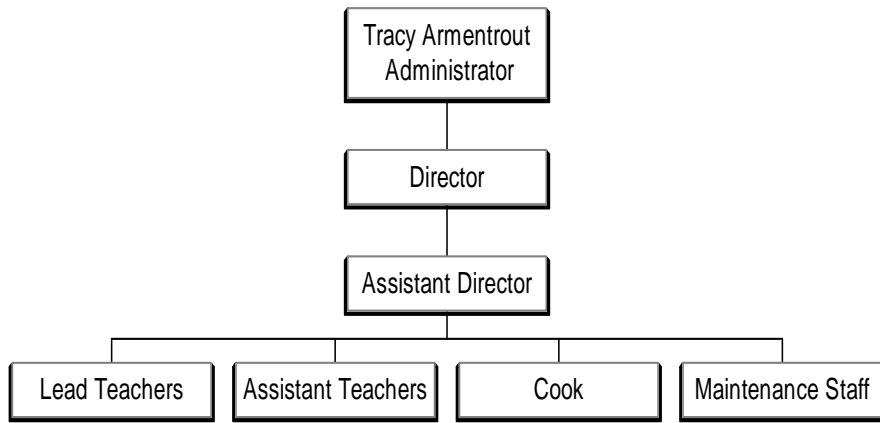 Tracy Armentrout
Administrator
Director
Assistant Director
Lead Teachers
Assistant Teachers
Cook
Maintenance Staff